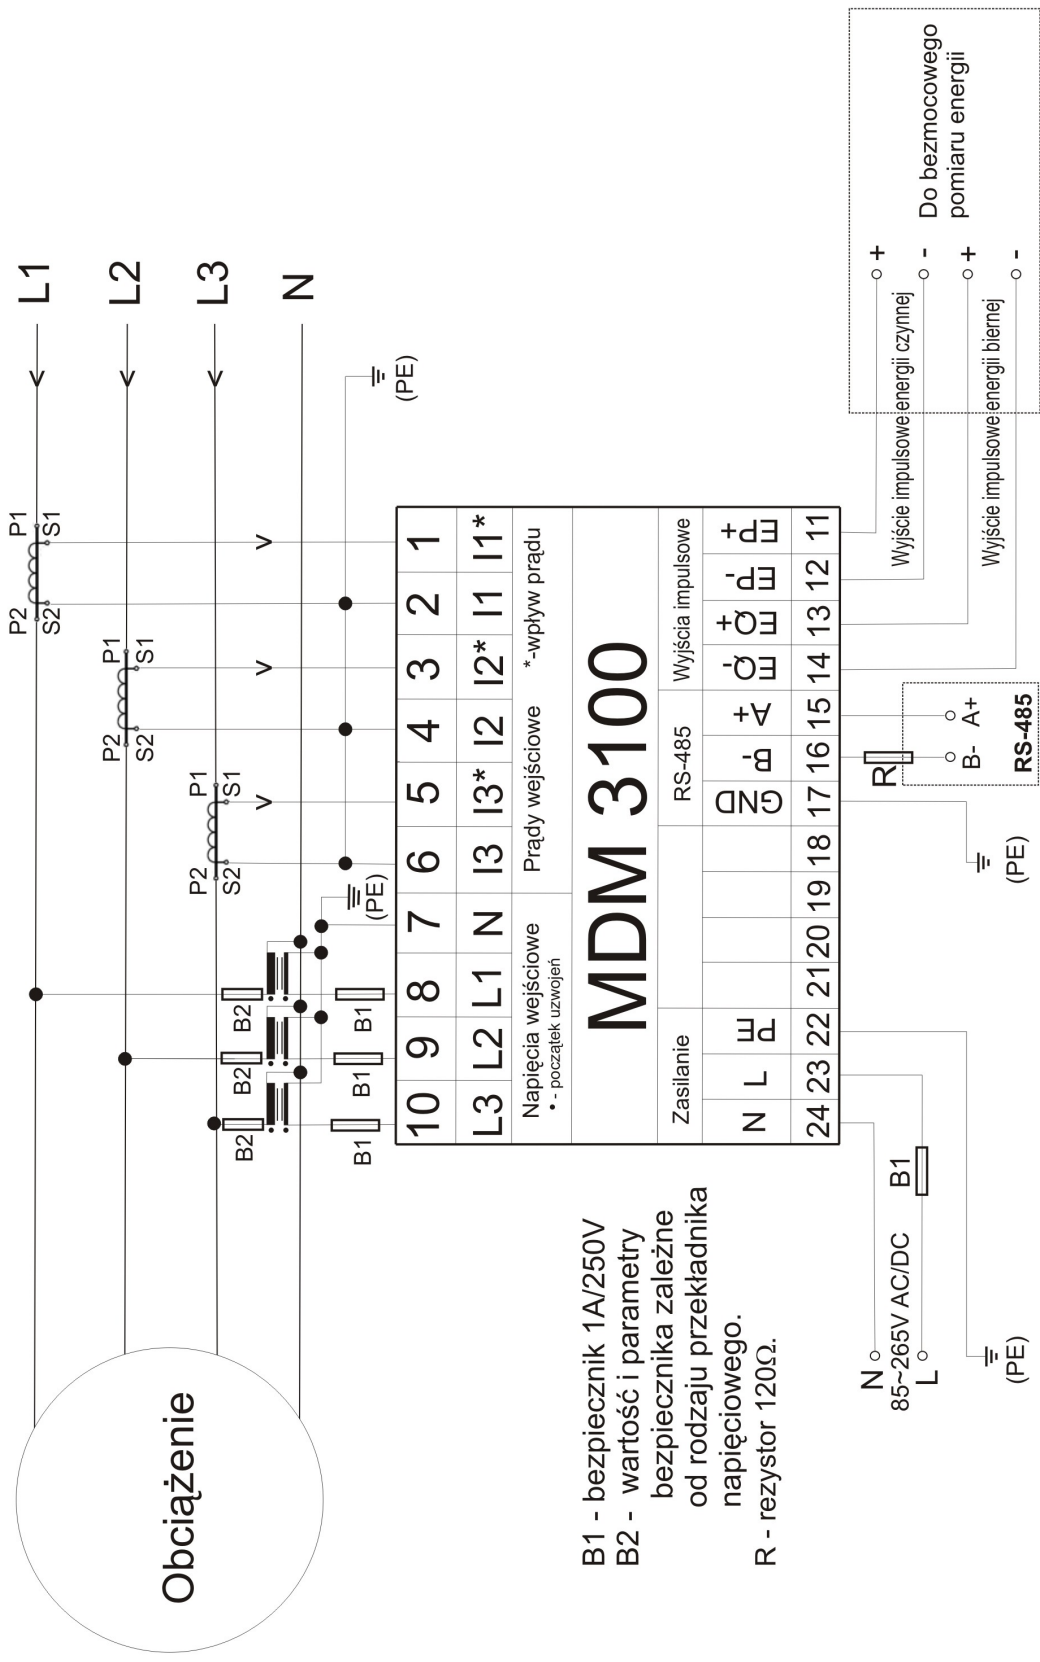 L1
L2
L3
N
P1
S1
P2
S2
P1
S1
P2
S2
P1
S1
P2
S2
(PE)
(PE)
B2
B2
B2
B1
B1
B1
Obciążenie
10 9 8 7 6 5 4 3 2 1
L3 L2 L1 N I3 I3* I2 I2* I1 I1*
Napięcia wejściowe
• - początek uzwojeń
Prądy wejściowe
*-wpływ prądu
MDM 3100
Zasilanie
RS-485
Wyjścia impulsowe
N L PE GND B- A+ EQ- EQ+ EP- EP+
24 23 22 21 20 19 18 17 16 15 14 13 12 11
B1 - bezpiecznik 1A/250V
B2 - wartość i parametry
bezpiecznika zależne
od rodzaju przekładnika
napięciowego.
R - rezystor 120Ω.
N
85~265V AC/DC
L
B1
(PE)
(PE)
R
B- A+
RS-485
Wyjście impulsowe energii czynnej
Wyjście impulsowe energii biernej
+
-
+
-
Do bezmocowego
pomiaru energii